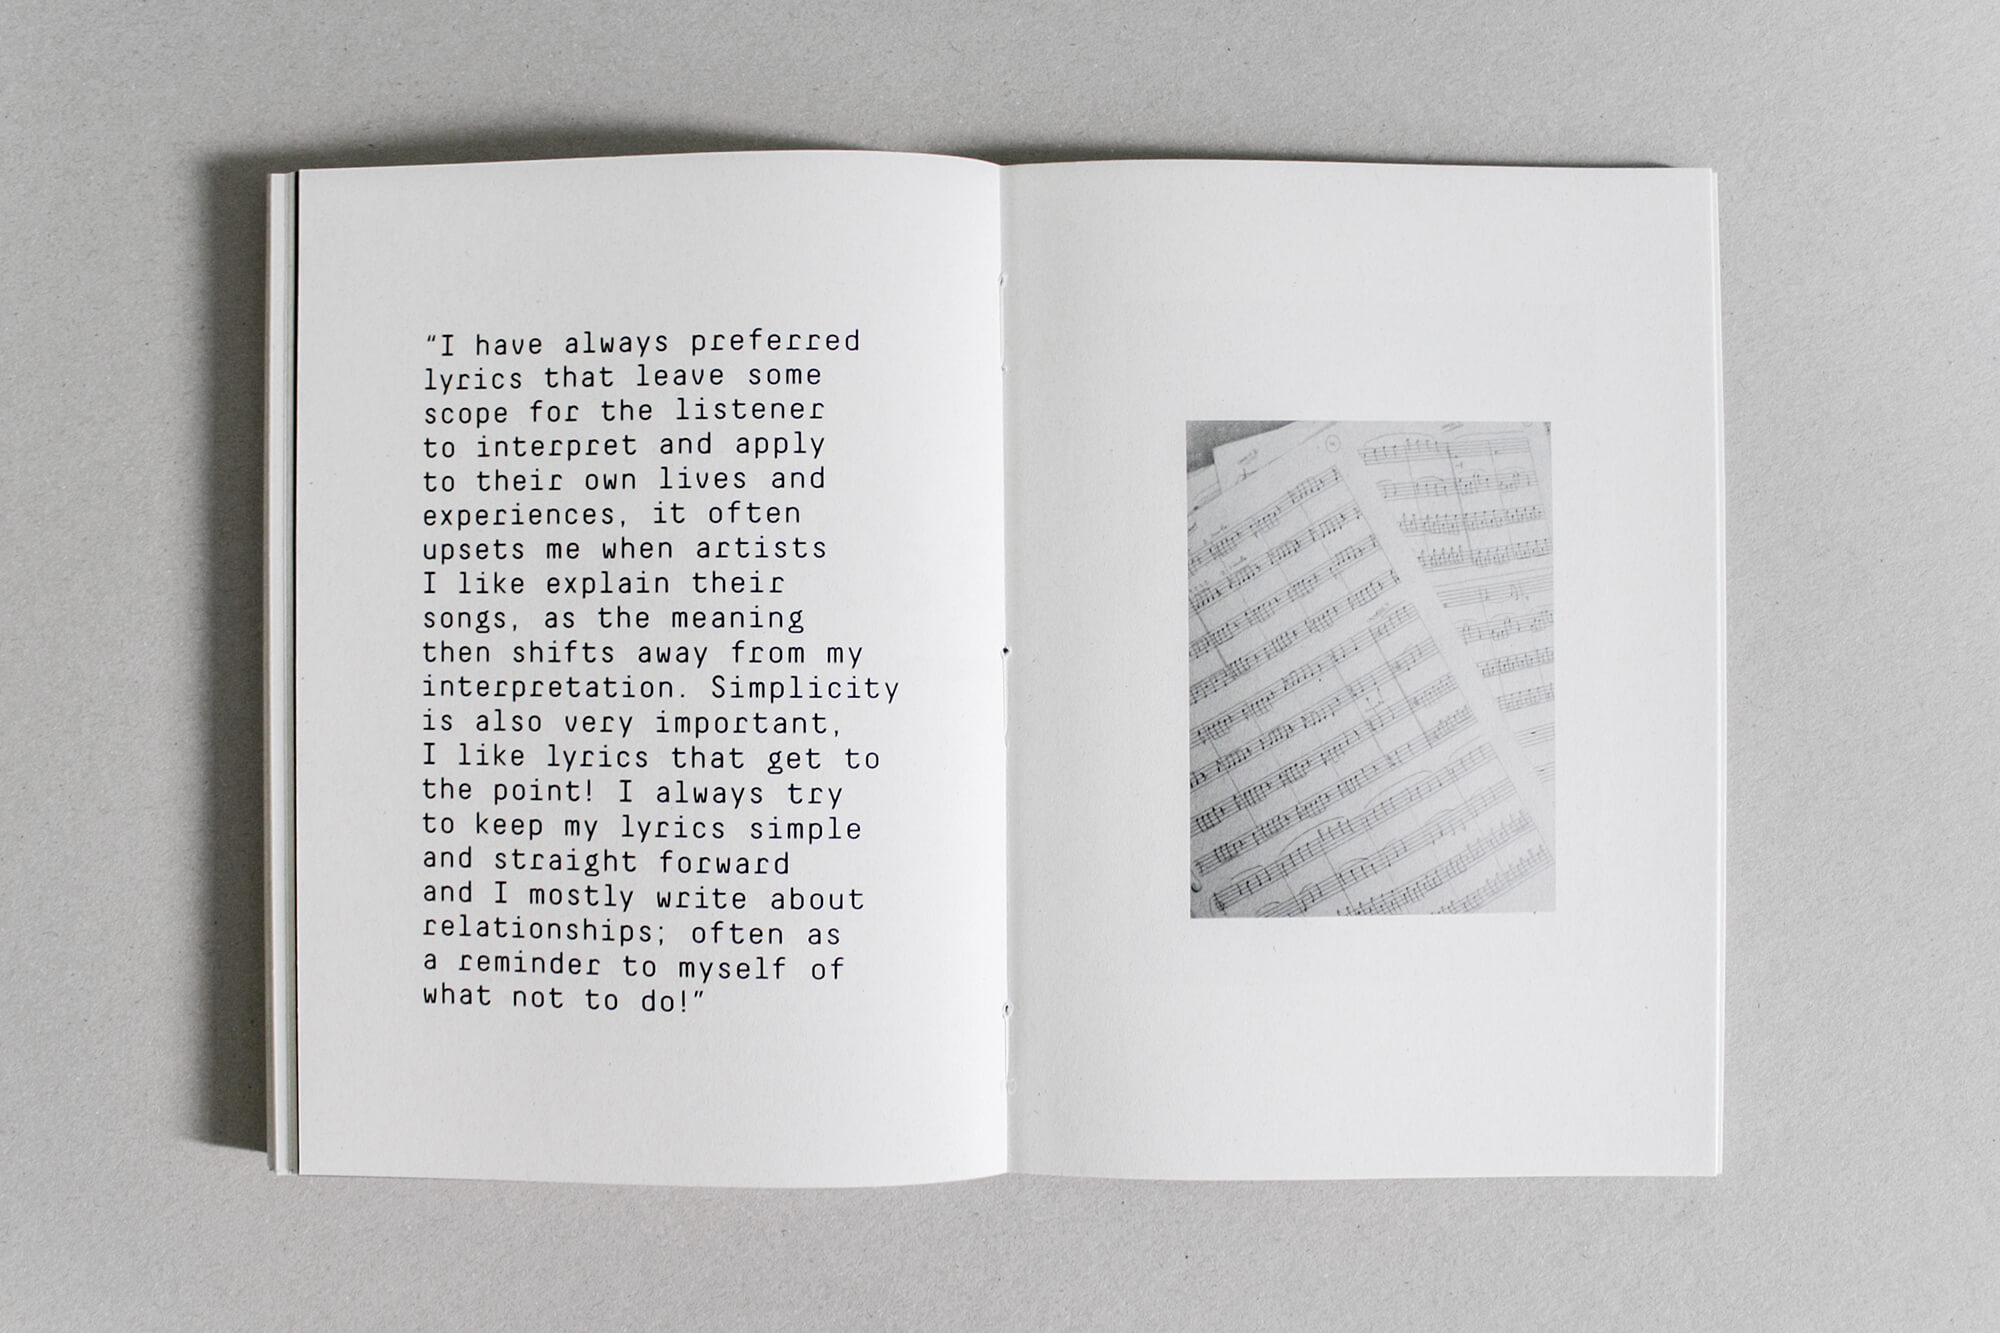 “I have always preferred
lyrics that leave some
scope for the listener
to interpret and apply
to their own lives and
experiences, it often
upsets me when artists
I like explain their
songs, as the meaning
then shifts away from my
interpretation. Simplicity
is also very important,
I like lyrics that get to
the point! I always try
to keep my lyrics simple
and straight forward
and I mostly write about
relationships; often as
a reminder to myself of
what not to do!”